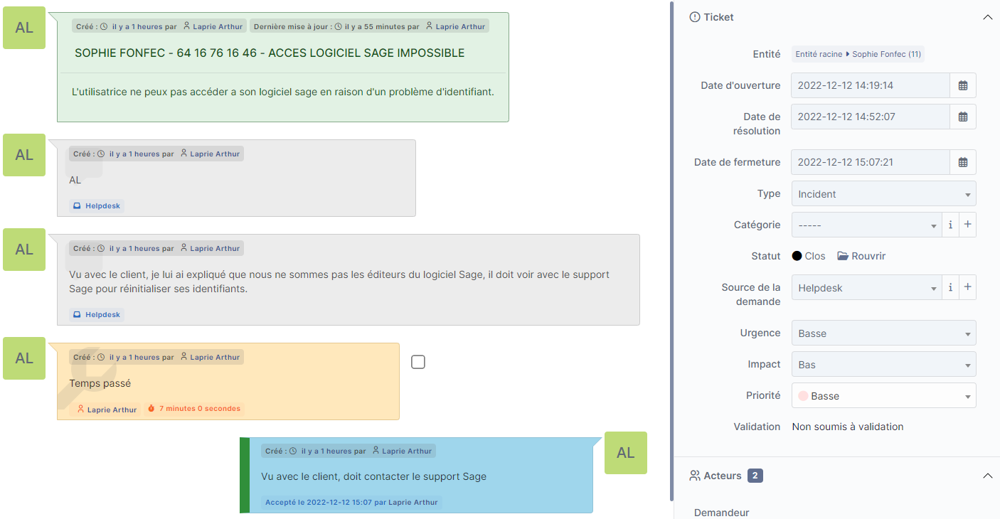 AL
Créé : il y a 1 heures par Laprie Arthur Dernière mise à jour : il y a 55 minutes par Laprie Arthur
SOPHIE FONFEC - 64 16 76 16 46 - ACCES LOGICIEL SAGE IMPOSSIBLE
L'utilisatrice ne peux pas accéder a son logiciel sage en raison d'un problème d'identifiant.
AL
Créé : il y a 1 heures par Laprie Arthur
AL
Helpdesk
AL
Créé : il y a 1 heures par Laprie Arthur
Vu avec le client, je lui ai expliqué que nous ne sommes pas les éditeurs du logiciel Sage, il doit voir avec le support
Sage pour réinitialiser ses identifiants.
Helpdesk
AL
Créé : il y a 1 heures par Laprie Arthur
Temps passé
Laprie Arthur 7 minutes 0 secondes
AL
Créé : il y a 1 heures par Laprie Arthur
Vu avec le client, doit contacter le support Sage
Accepté le 2022-12-12 15:07 par Laprie Arthur
Ticket
Entité Entité racine Sophie Fonfec (11)
Date d'ouverture 2022-12-12 14:19:14
Date de
résolution 2022-12-12 14:52:07
Date de fermeture 2022-12-12 15:07:21
Type Incident
Catégorie -----
Statut Clos Rouvrir
Source de la
demande Helpdesk
Urgence Basse
Impact Bas
Priorité Basse
Validation Non soumis à validation
Acteurs 2
Demandeur